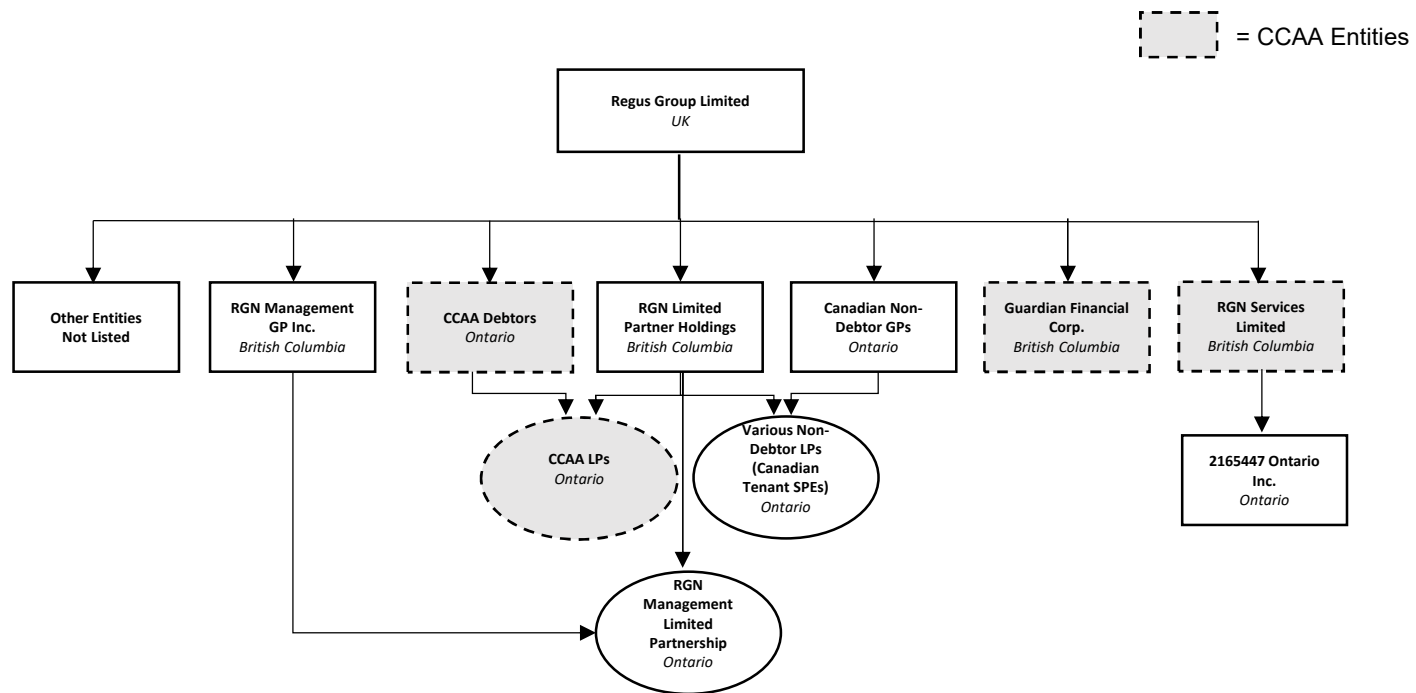 = CCAA Entities
Regus Group Limited
UK
Other Entities
Not Listed
RGN Management
GP Inc.
British Columbia
CCAA Debtors
Ontario
RGN Limited
Partner Holdings
British Columbia
Canadian Non-
Debtor GPs
Ontario
Guardian Financial
Corp.
British Columbia
RGN Services
Limited
British Columbia
CCAA LPs
Ontario
Various Non-
Debtor LPs
(Canadian
Tenant SPEs)
Ontario
2165447 Ontario
Inc.
Ontario
RGN
Management
Limited
Partnership
Ontario